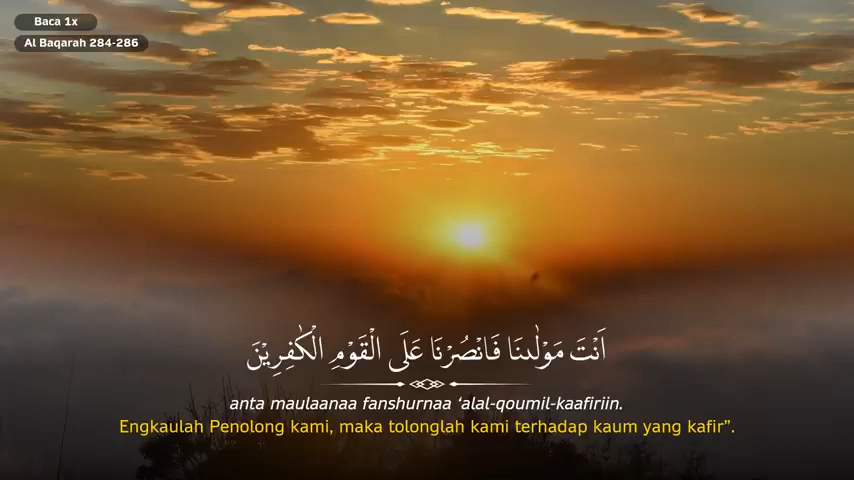 Baca 1x
Al Baqarah 284-286
اَنْتَ مَوْلٰىنَا فَانْصُرْنَا عَلَى الْقَوْمِ الْكٰفِرِيْنَ
anta maulaanaa fanshurnaa ‘alal-qoumil-kaafiriin.
Engkaulah Penolong kami, maka tolonglah kami terhadap kaum yang kafir”.